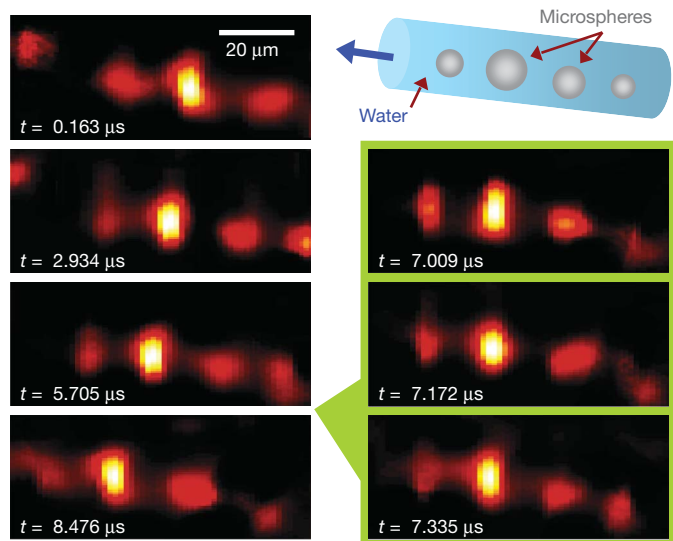 20 μm
t = 0.163 μs
Microspheres
Water
t = 2.934 μs
t = 7.009 μs
t = 5.705 μs
t = 7.172 μs
t = 8.476 μs
t = 7.335 μs